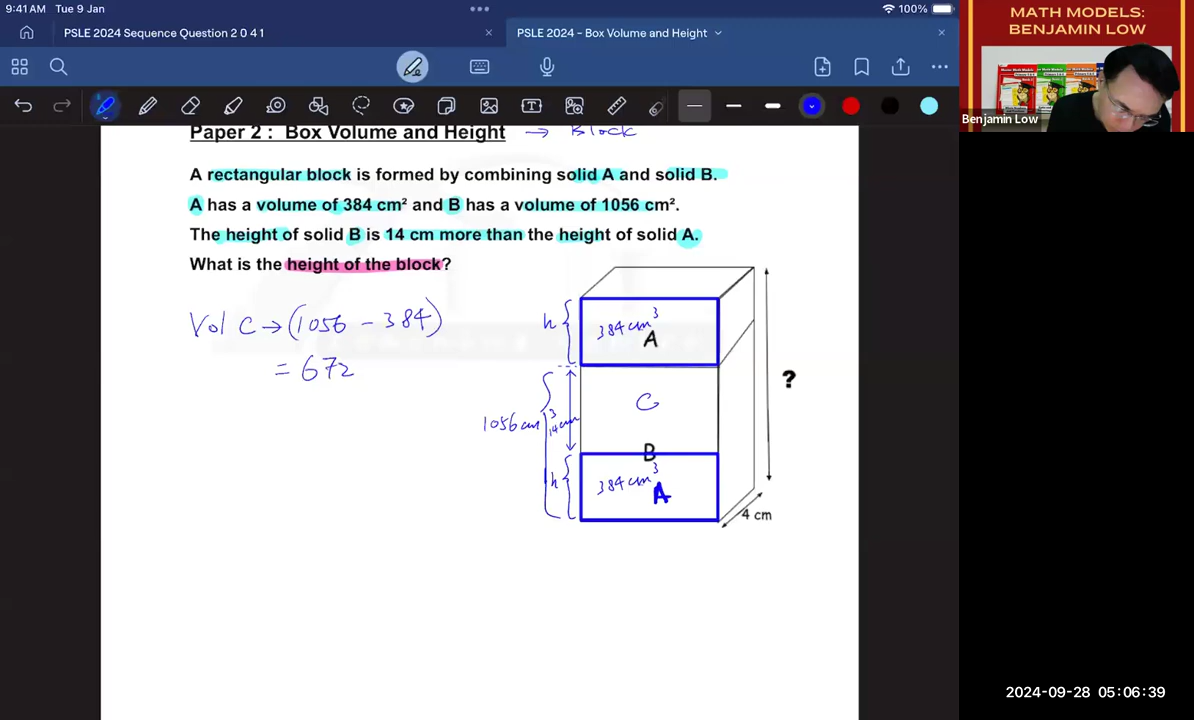 9:41 AM Tue 9 Jan
100%
PSLE 2024 Sequence Question 2 0 4 1
PSLE 2024 - Box Volume and Height
MATH MODELS:
BENJAMIN LOW
Benjamin Low
Paper 2 : Box Volume and Height → Block
A rectangular block is formed by combining solid A and solid B.
A has a volume of 384 cm² and B has a volume of 1056 cm².
The height of solid B is 14 cm more than the height of solid A.
What is the height of the block?
Vol C → (1056 - 384)
= 672
h
384 cm³
A
?
C
1056 cm³
14 cm
B
h
384 cm³
A
4 cm
2024-09-28 05:06:39